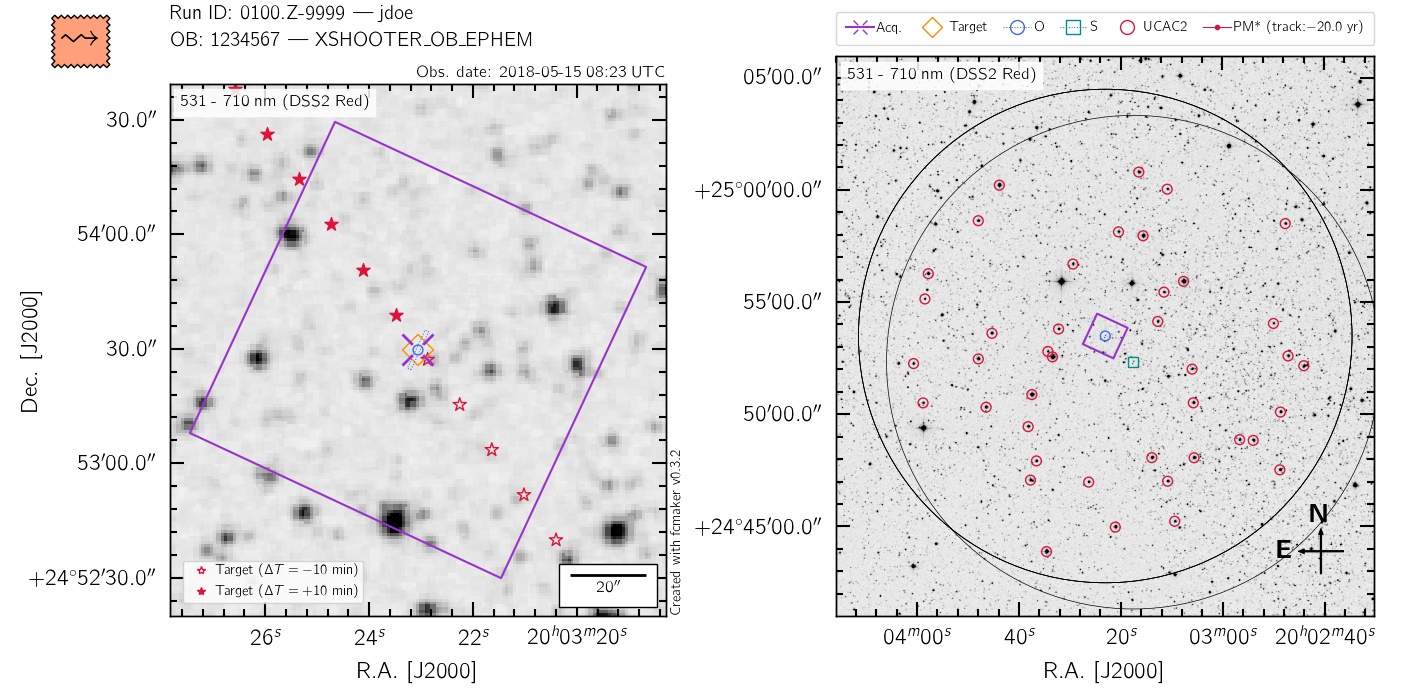 Run ID: 0100.Z-9999 — jdoe
OB: 1234567 — XSHOOTER_OB_EPHEM
Obs. date: 2018-05-15 08:23 UTC
531 - 710 nm (DSS2 Red)
30.0″
54′00.0″
30.0″
53′00.0″
+24°52′30.0″
Dec. [J2000]
Target (ΔT = −10 min)
Target (ΔT = +10 min)
20″
Created with fcmaker v0.3.2
26s
24s
22s
20h03m20s
R.A. [J2000]
Acq.
Target
O
S
UCAC2
PM* (track:−20.0 yr)
531 - 710 nm (DSS2 Red)
05′00.0″
+25°00′00.0″
55′00.0″
50′00.0″
+24°45′00.0″
N
E
04m00s
40s
20s
03m00s
20h02m40s
R.A. [J2000]